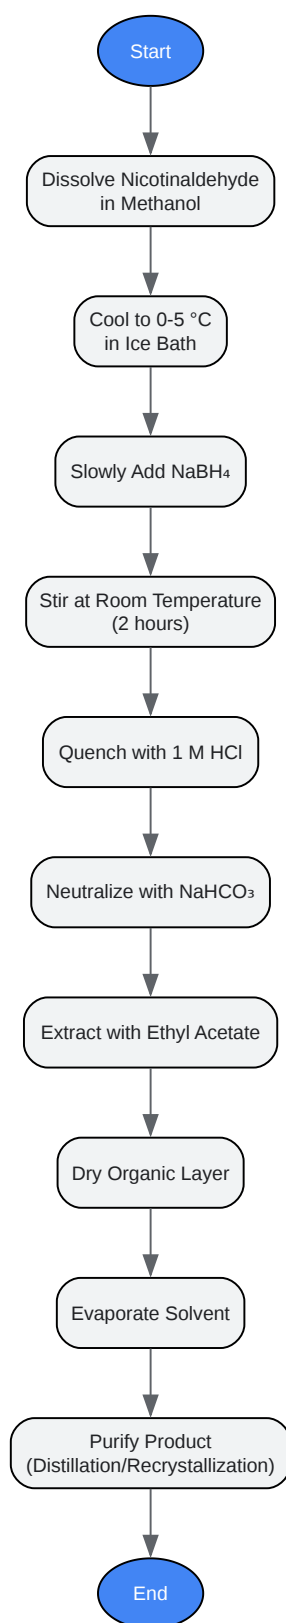 Start
Dissolve Nicotinaldehyde
in Methanol
Cool to 0-5 °C
in Ice Bath
Slowly Add NaBH₄
Stir at Room Temperature
(2 hours)
Quench with 1 M HCl
Neutralize with NaHCO₃
Extract with Ethyl Acetate
Dry Organic Layer
Evaporate Solvent
Purify Product
(Distillation/Recrystallization)
End